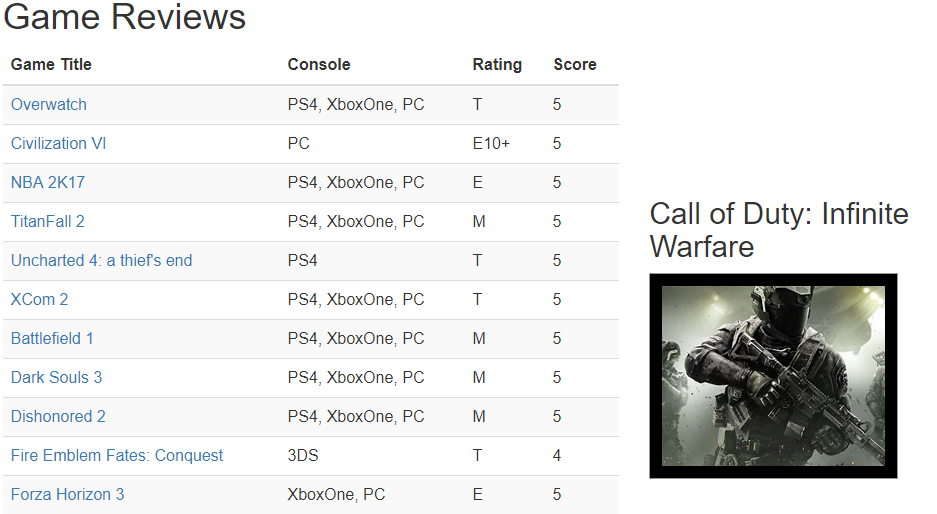 Game Reviews
Game Title Console Rating Score
Overwatch PS4, XboxOne, PC T 5
Civilization VI PC E10+ 5
NBA 2K17 PS4, XboxOne, PC E 5
TitanFall 2 PS4, XboxOne, PC M 5
Uncharted 4: a thief's end PS4 T 5
XCom 2 PS4, XboxOne, PC T 5
Battlefield 1 PS4, XboxOne, PC M 5
Dark Souls 3 PS4, XboxOne, PC M 5
Dishonored 2 PS4, XboxOne, PC M 5
Fire Emblem Fates: Conquest 3DS T 4
Forza Horizon 3 XboxOne, PC E 5
Call of Duty: Infinite
Warfare